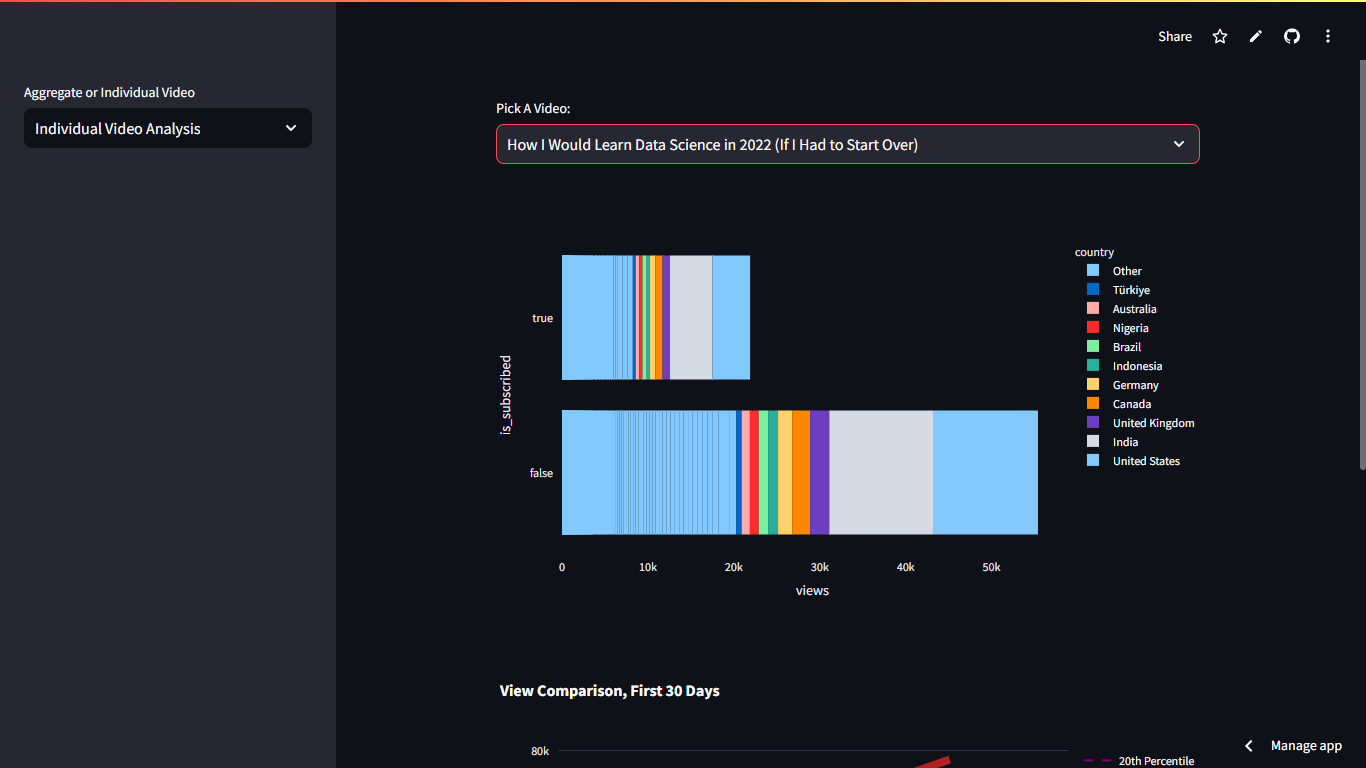 Share
Aggregate or Individual Video
Individual Video Analysis
Pick A Video:
How I Would Learn Data Science in 2022 (If I Had to Start Over)
country
Other
Türkiye
Australia
Nigeria
Brazil
Indonesia
Germany
Canada
United Kingdom
India
United States
is_subscribed
true
false
0 10k 20k 30k 40k 50k
views
View Comparison, First 30 Days
80k
20th Percentile
Manage app